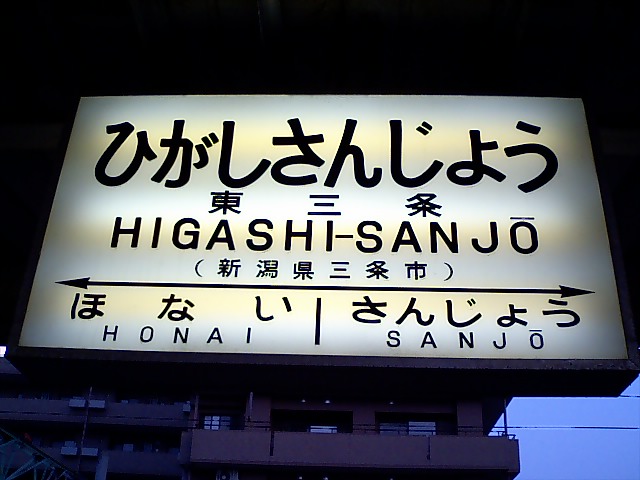 ひがしさんじょう
東三条
HIGASHI-SANJŌ
(新潟県三条市)
ほない さんじょう
HONAI SANJŌ